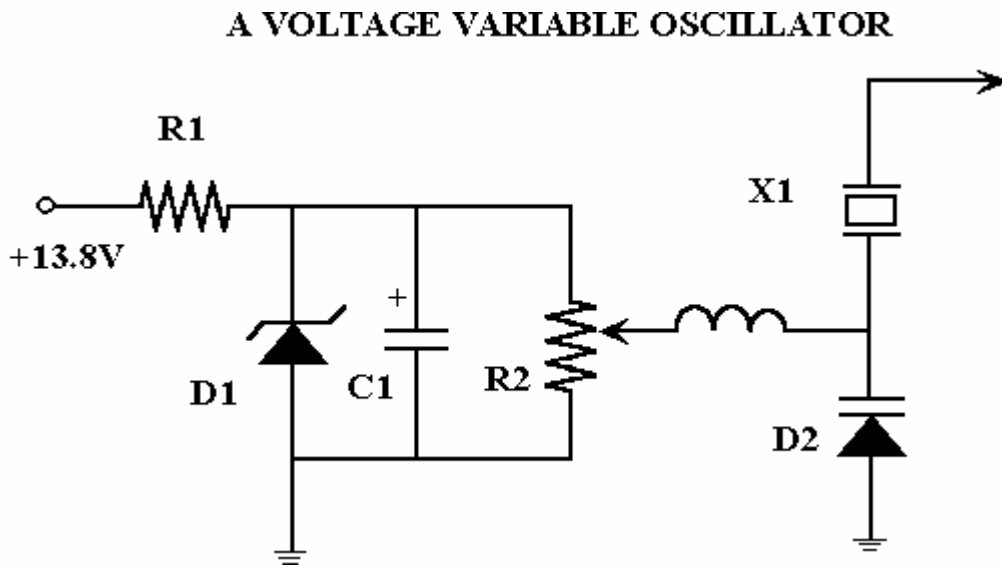 A VOLTAGE VARIABLE OSCILLATOR
R1
X1
+13.8V
+
D1
C1
R2
D2